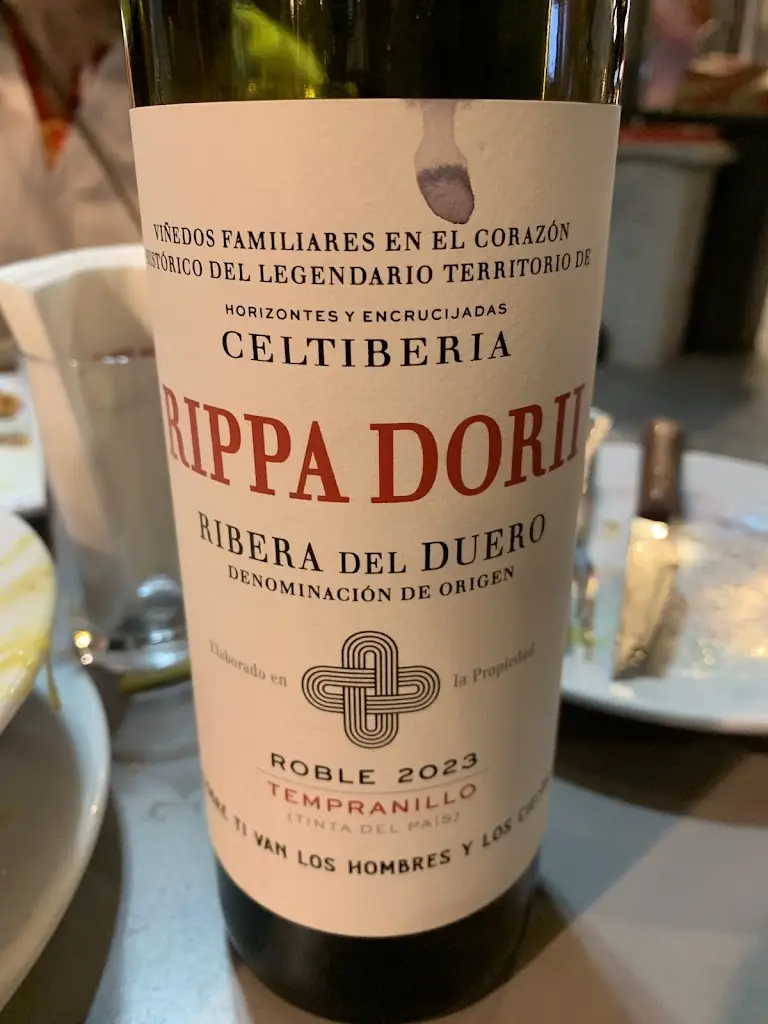 VIÑEDOS FAMILIARES EN EL CORAZÓN
DEL LEGENDARIO TERRITORIO DE
HORIZONTES Y ENCRUCIJADAS
CELTIBERIA
RIPPA DORII
RIBERA DEL DUERO
DENOMINACIÓN DE ORIGEN
Elaborado en la Propiedad
ROBLE 2023
TEMPRANILLO
(TINTA DEL PAÍS)
TI VAN LOS HOMBRES Y LOS